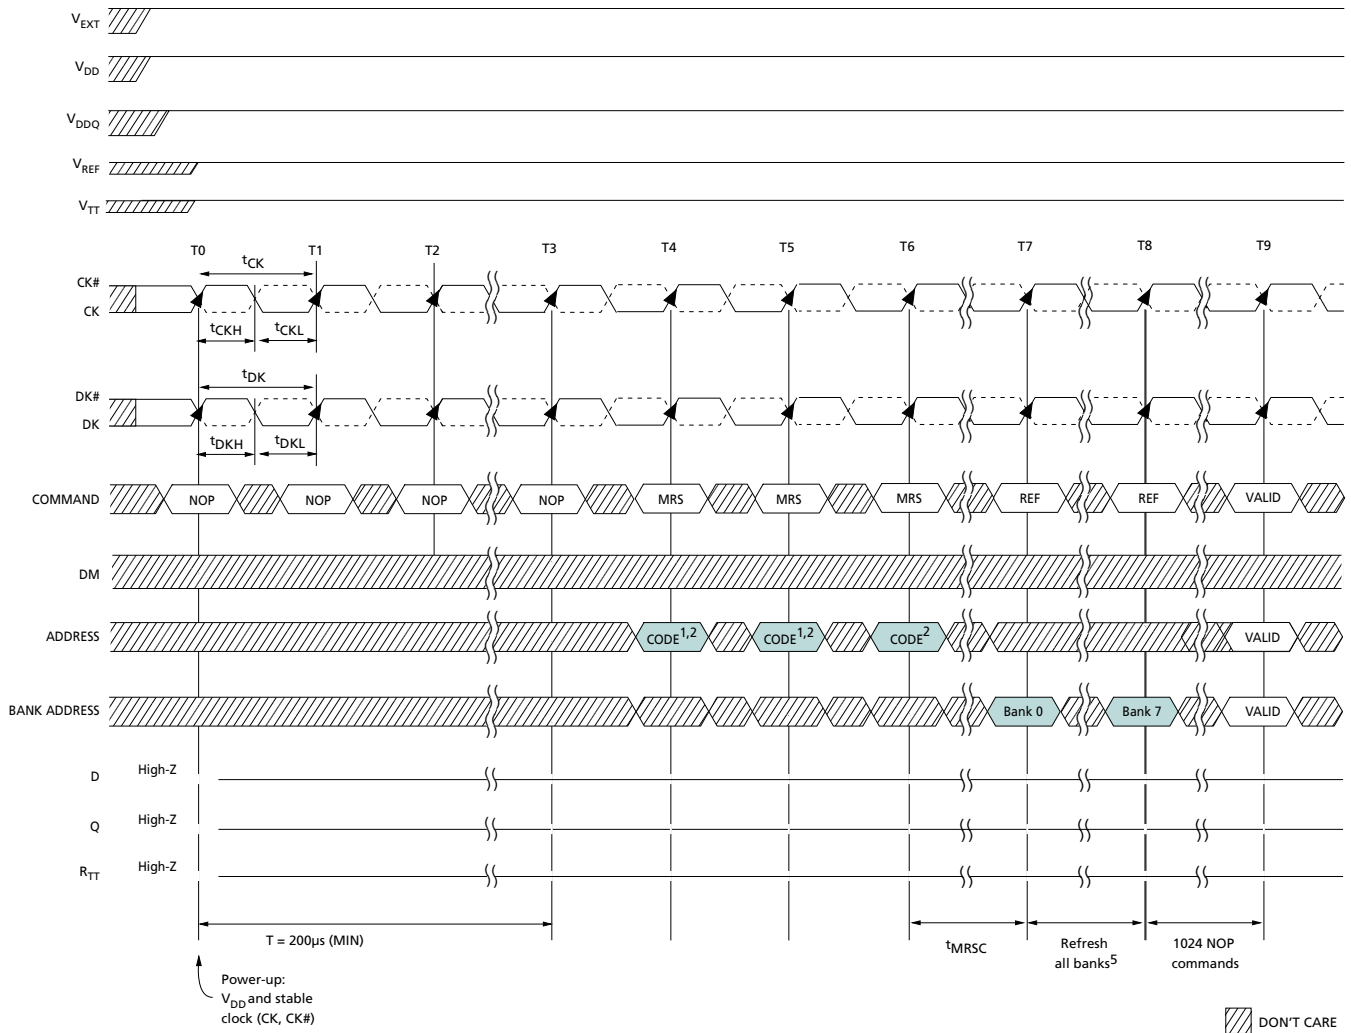 VEXT
VDD
VDDQ
VREF
VTT
T0 T1 T2 T3 T4 T5 T6 T7 T8 T9
tCK
CK#
CK
tCKH tCKL
tDK
DK#
DK
tDKH tDKL
COMMAND NOP NOP NOP NOP MRS MRS MRS REF REF VALID
DM
ADDRESS CODE1,2 CODE1,2 CODE2 VALID
BANK ADDRESS Bank 0 Bank 7 VALID
D High-Z
Q High-Z
RTT High-Z
T = 200µs (MIN)
tMRSC
Refresh
all banks5
1024 NOP
commands
Power-up:
VDD and stable
clock (CK, CK#)
DON'T CARE